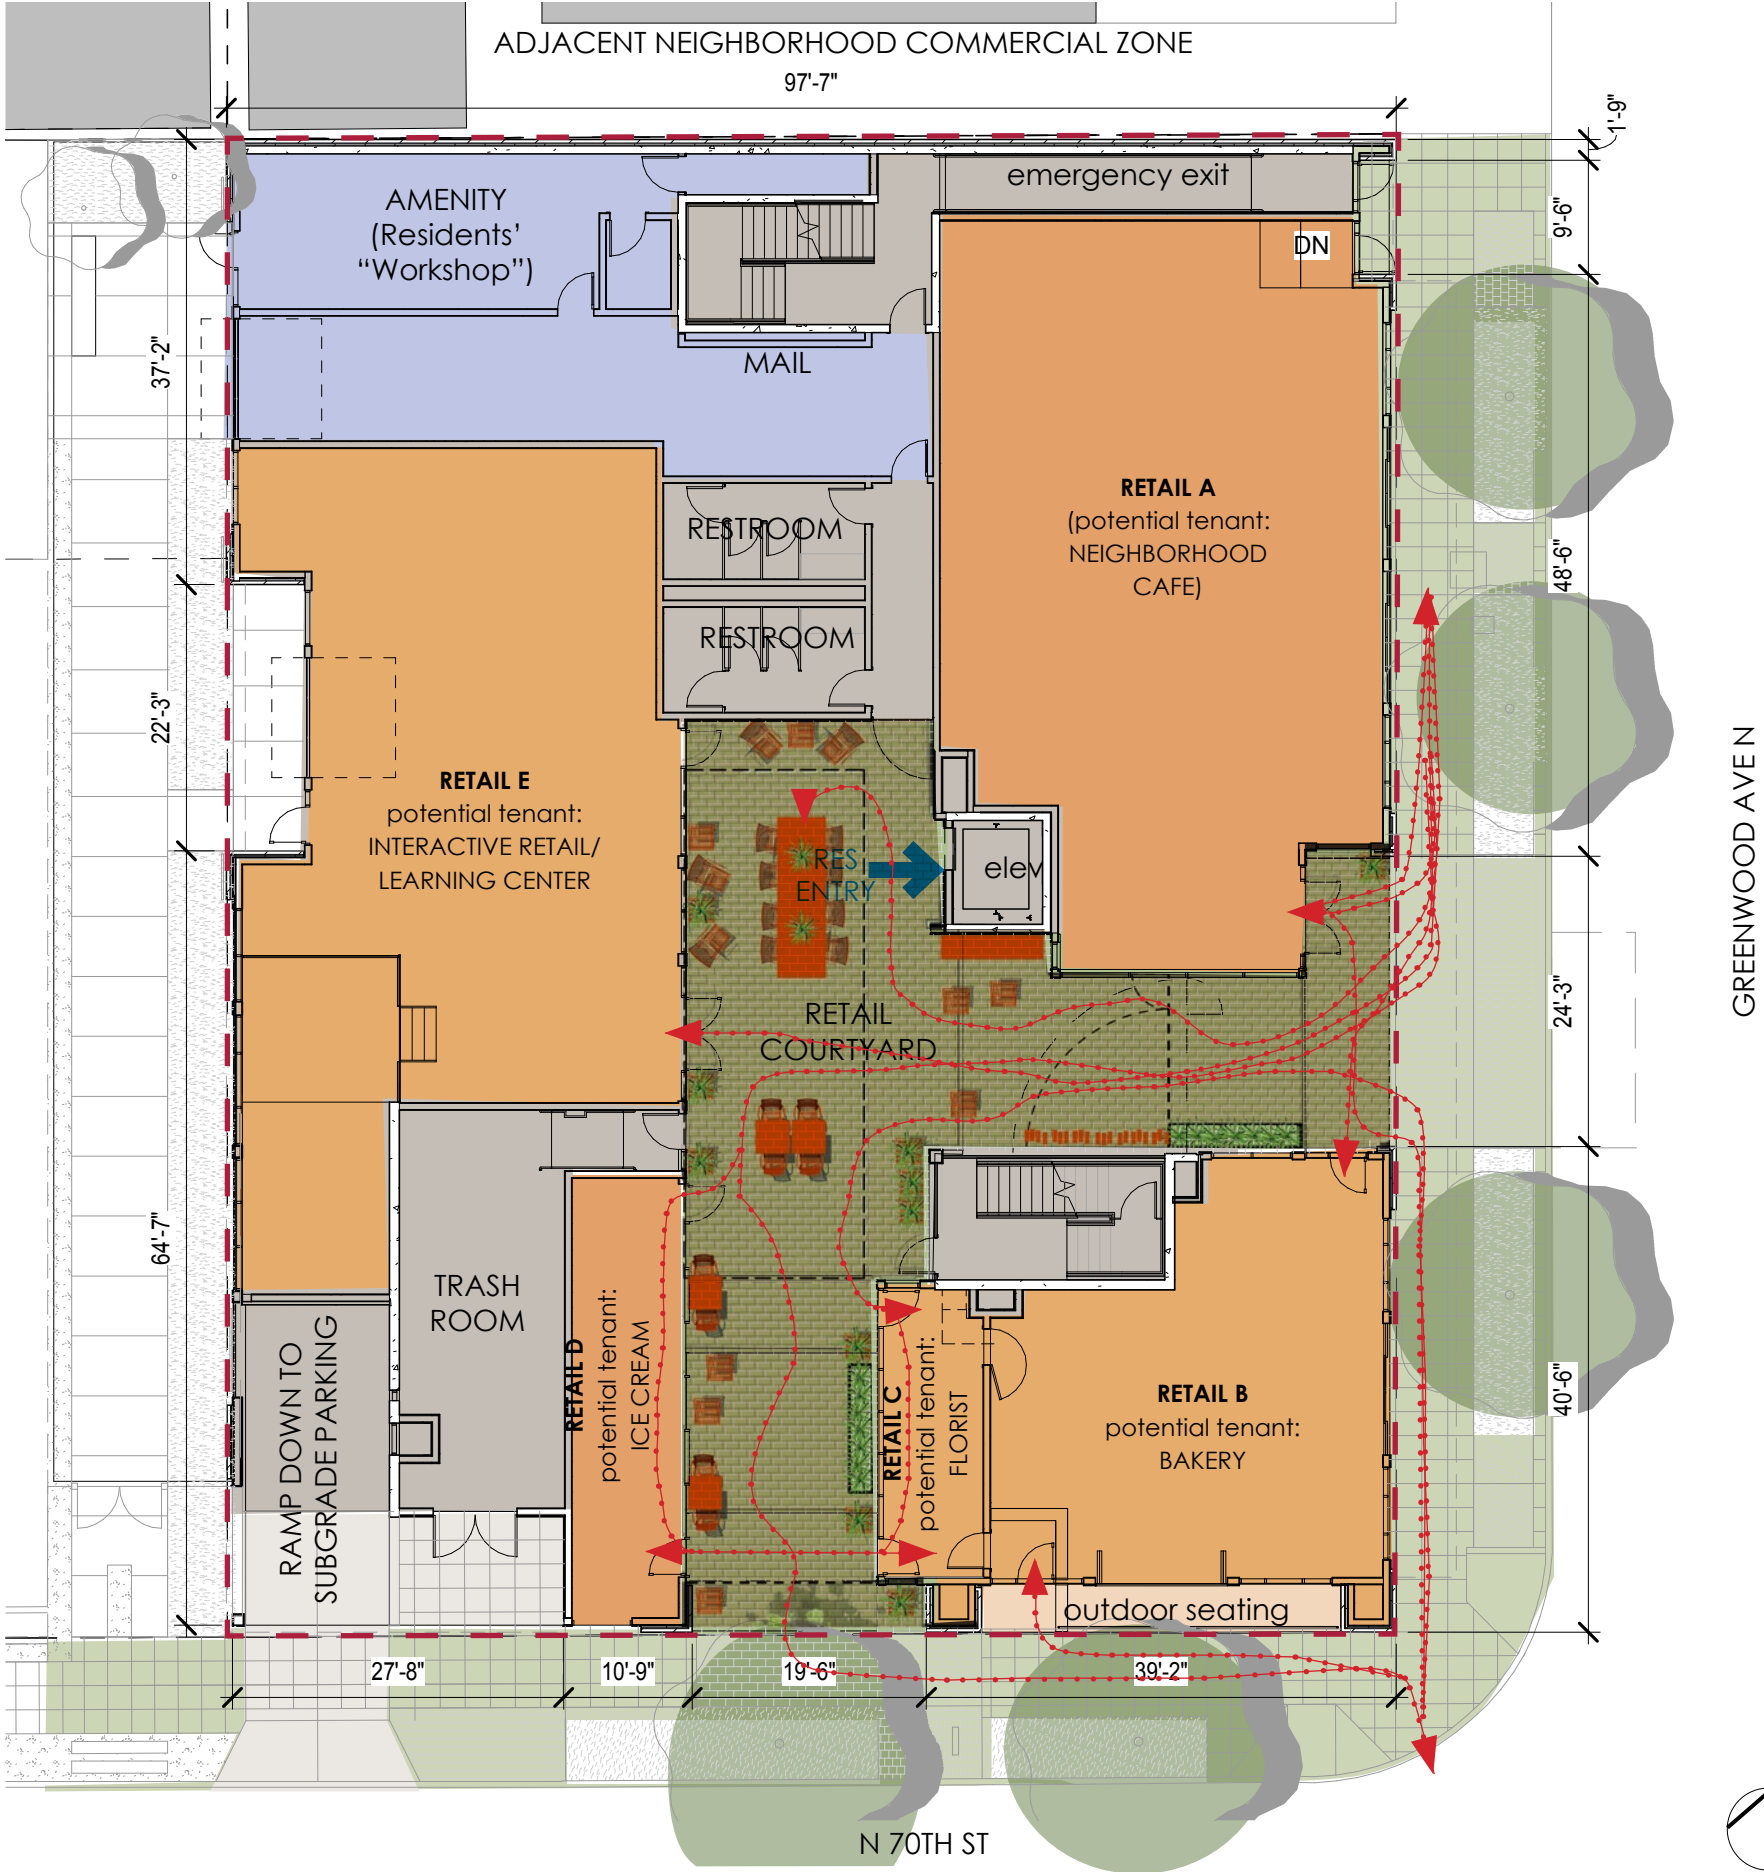 ADJACENT NEIGHBORHOOD COMMERCIAL ZONE
97'-7"
1'-9"
emergency exit
AMENITY
(Residents'
“Workshop”)
9'-6"
DN
37'-2"
MAIL
RETAIL A
(potential tenant:
NEIGHBORHOOD
CAFE)
RESTROOM
48'-6"
RESTROOM
22'-3"
RETAIL E
potential tenant:
INTERACTIVE RETAIL/
LEARNING CENTER
RES
ENTRY
elev
GREENWOOD AVE N
24'-3"
RETAIL
COURTYARD
64'-7"
TRASH
ROOM
RAMP DOWN TO
SUBGRADE PARKING
RETAIL D
potential tenant:
ICE CREAM
RETAIL C
potential tenant:
FLORIST
RETAIL B
potential tenant:
BAKERY
40'-6"
outdoor seating
27'-8"
10'-9"
19'-6"
39'-2"
N 70TH ST